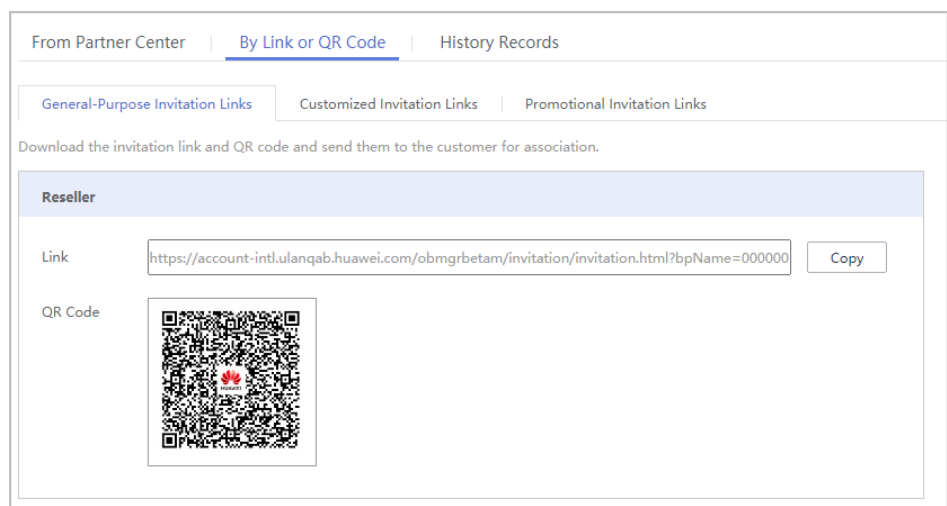 From Partner Center By Link or QR Code History Records
General-Purpose Invitation Links Customized Invitation Links Promotional Invitation Links
Download the invitation link and QR code and send them to the customer for association.
Reseller
Link https://account-intl.ulanqab.huawei.com/obmgrbetam/invitation/invitation.html?bpName=000000 Copy
QR Code
HUAWEI